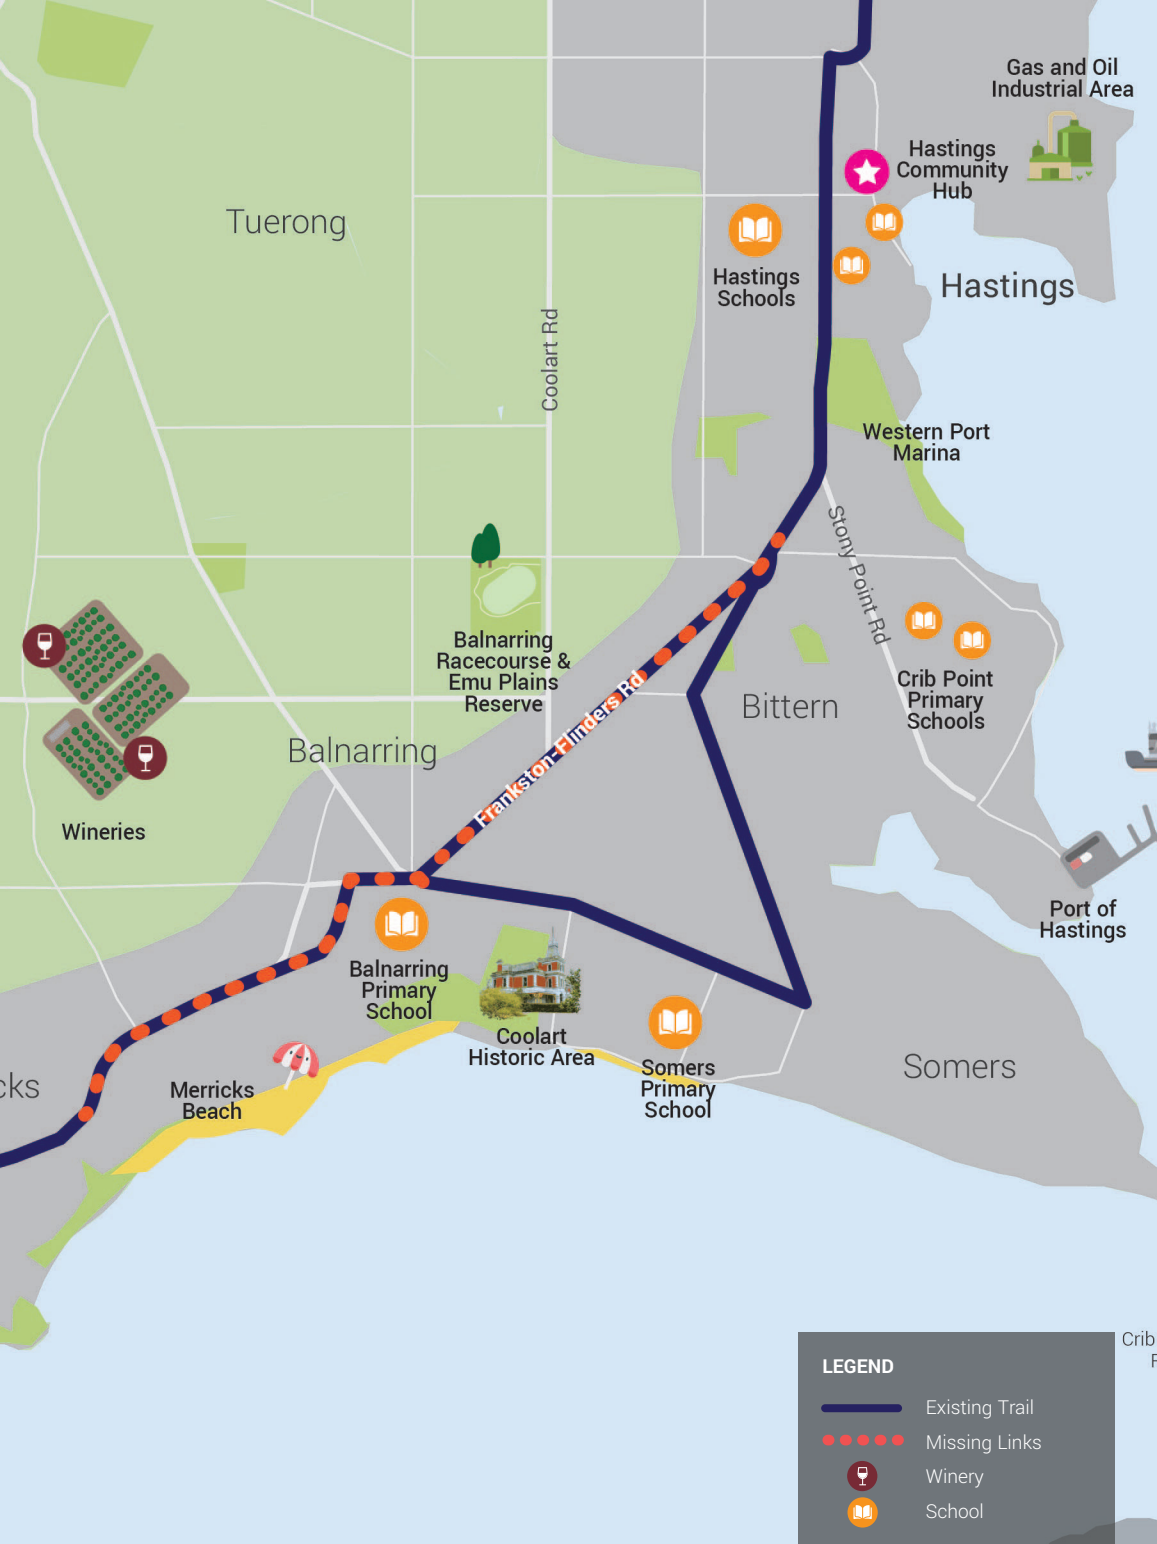 Gas and Oil
Industrial Area
Hastings
Community
Hub
Tuerong
Hastings
Schools
Hastings
Coolart Rd
Western Port
Marina
Stony Point Rd
Balnarring
Racecourse &
Emu Plains
Reserve
Crib Point
Primary
Schools
Frankston-Flinders Rd
Bittern
Balnarring
Wineries
Port of
Hastings
Balnarring
Primary
School
Coolart
Historic Area
Somers
Primary
School
Somers
cks
Merricks
Beach
Crib
LEGEND
Existing Trail
Missing Links
Winery
School